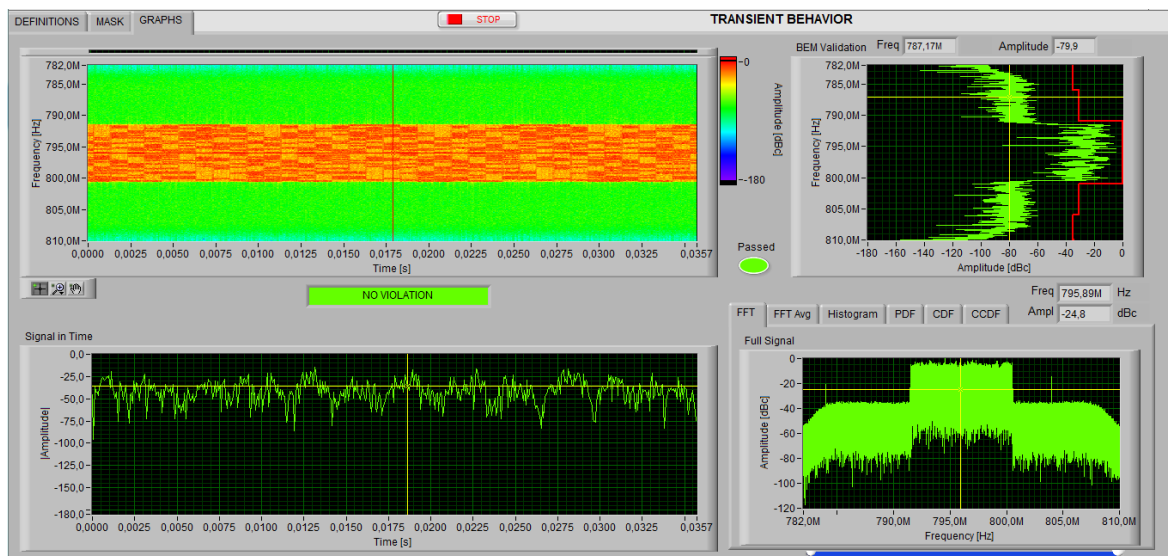 DEFINITIONS MASK GRAPHS
STOP
TRANSIENT BEHAVIOR
BEM Validation Freq 787,17M Amplitude -79,9
782,0M
785,0M
790,0M
795,0M
800,0M
805,0M
810,0M
Frequency [Hz]
0,0000 0,0025 0,0050 0,0075 0,0100 0,0125 0,0150 0,0175 0,0200 0,0225 0,0250 0,0275 0,0300 0,0325 0,0357
Time [s]
-0
-180
Amplitude [dBc]
782,0M
785,0M
790,0M
795,0M
800,0M
805,0M
810,0M
Frequency [Hz]
-180 -160 -140 -120 -100 -80 -60 -40 -20 0
Amplitude [dBc]
Passed
NO VIOLATION
Freq 795,89M Hz
Ampl -24,8 dBc
FFT FFT Avg Histogram PDF CDF CCDF
Signal in Time
0,0
-25,0
-50,0
-75,0
-100,0
-125,0
-150,0
-180,0
|Amplitude|
0,0000 0,0025 0,0050 0,0075 0,0100 0,0125 0,0150 0,0175 0,0200 0,0225 0,0250 0,0275 0,0300 0,0325 0,0357
Time [s]
Full Signal
0
-20
-40
-60
-80
-100
-120
Amplitude [dBc]
782,0M 790,0M 795,0M 800,0M 805,0M 810,0M
Frequency [Hz]